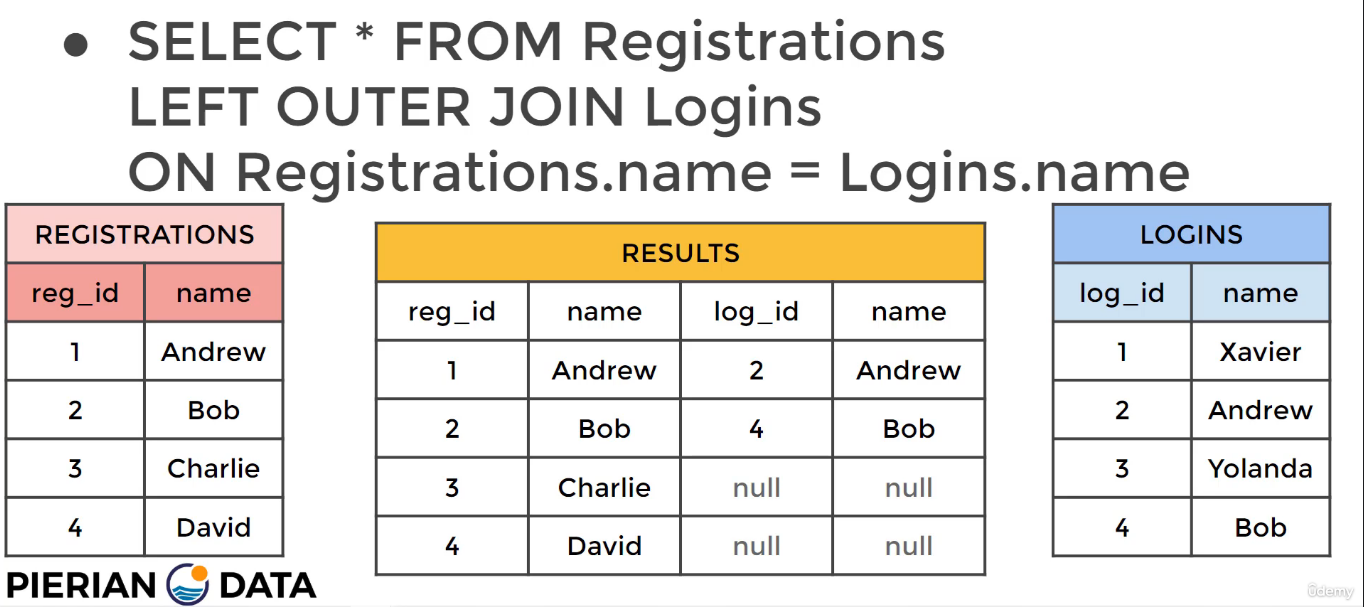 • SELECT * FROM Registrations
LEFT OUTER JOIN Logins
ON Registrations.name = Logins.name
REGISTRATIONS
reg_id name
1 Andrew
2 Bob
3 Charlie
4 David
RESULTS
reg_id name log_id name
1 Andrew 2 Andrew
2 Bob 4 Bob
3 Charlie null null
4 David null null
LOGINS
log_id name
1 Xavier
2 Andrew
3 Yolanda
4 Bob
PIERIAN DATA
ûdemy